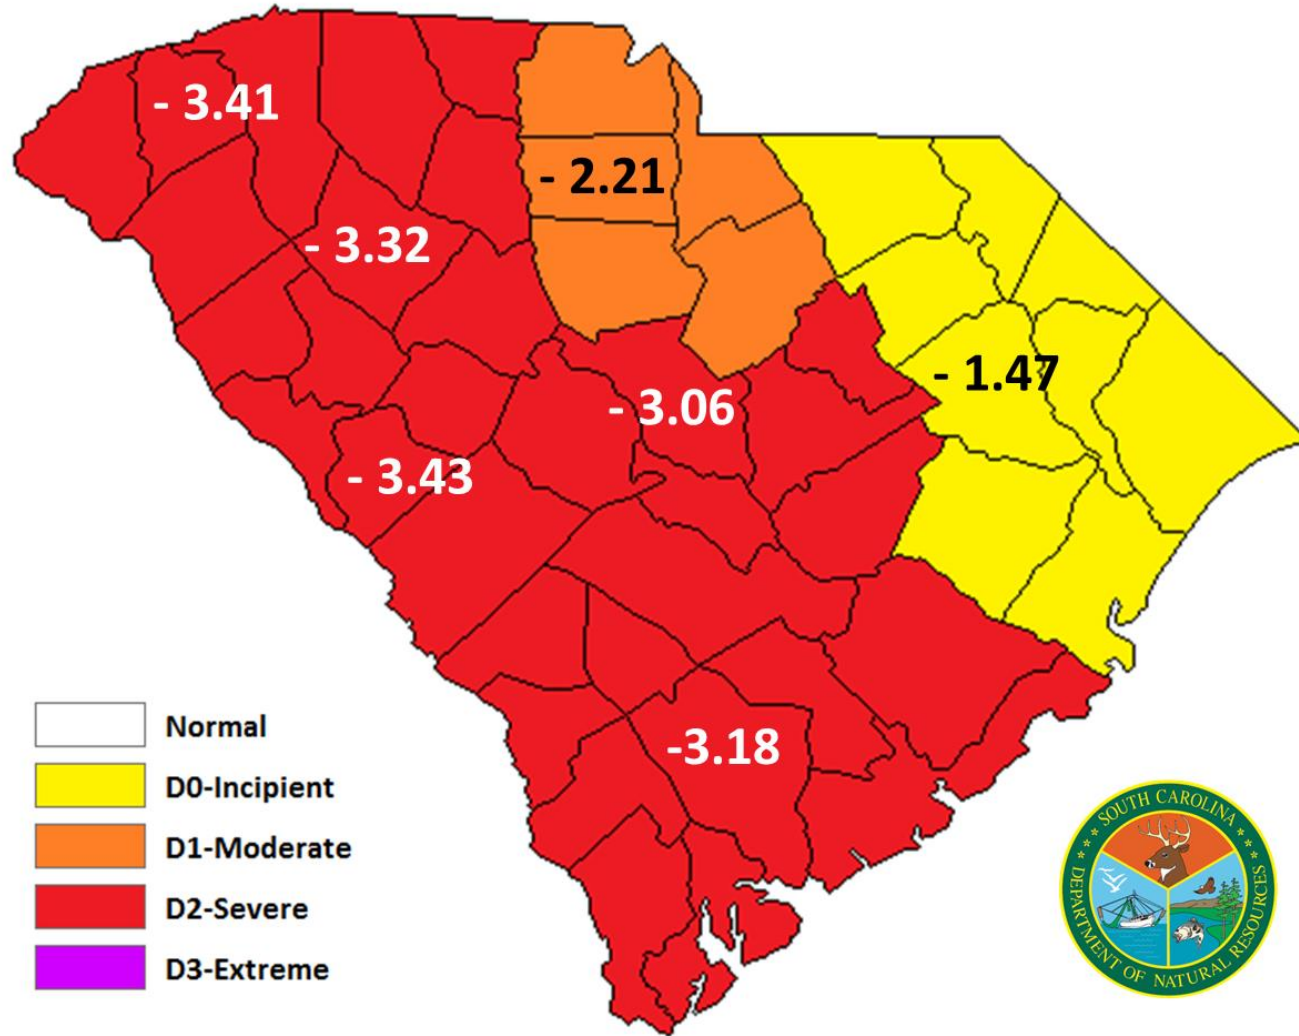 - 3.41
- 2.21
- 3.32
- 1.47
- 3.06
- 3.43
-3.18
Normal
D0-Incipient
D1-Moderate
D2-Severe
D3-Extreme
SOUTH CAROLINA
DEPARTMENT OF NATURAL RESOURCES